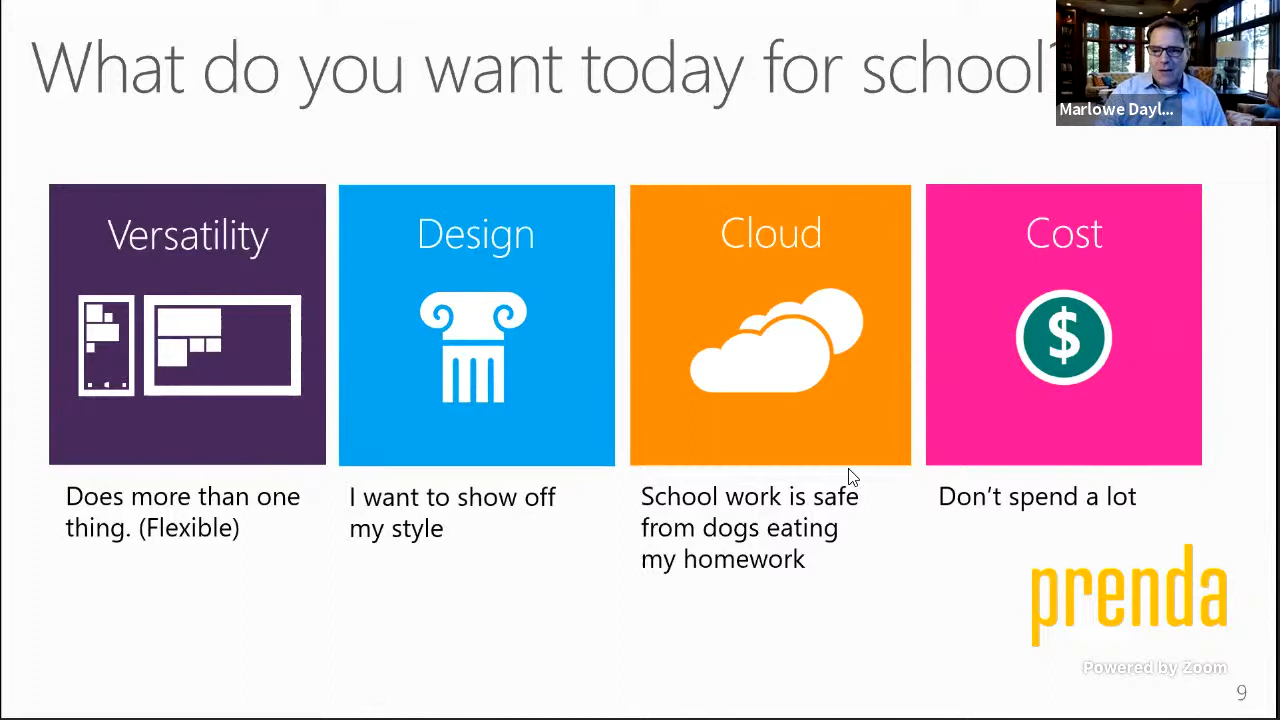 What do you want today for school?
Marlowe Dayl...
Versatility
Design
Cloud
Cost
$
Does more than one
thing. (Flexible)
I want to show off
my style
School work is safe
from dogs eating
my homework
Don't spend a lot
prenda
Powered by Zoom
9